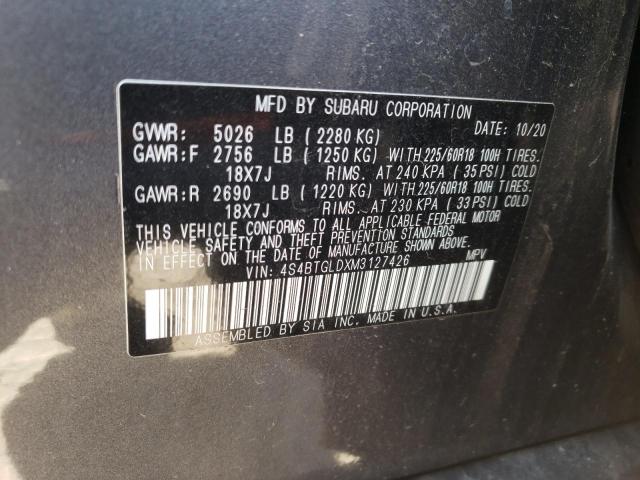 MFD BY SUBARU CORPORATION
GVWR: 5026 LB ( 2280 KG) DATE: 10/20
GAWR:F 2756 LB ( 1250 KG) WITH 225/60R18 100H TIRES.
18X7J RIMS. AT 240 KPA ( 35 PSI) COLD
GAWR:R 2690 LB ( 1220 KG) WITH 225/60R18 100H TIRES.
18X7J RIMS. AT 230 KPA ( 33 PSI) COLD
THIS VEHICLE CONFORMS TO ALL APPLICABLE FEDERAL MOTOR
VEHICLE SAFETY AND THEFT PREVENTION STANDARDS
IN EFFECT ON THE DATE OF MANUFACTURE SHOWN ABOVE.
VIN: 4S4BTGLDXM3127426 MPV
ASSEMBLED BY SIA INC. MADE IN U.S.A.